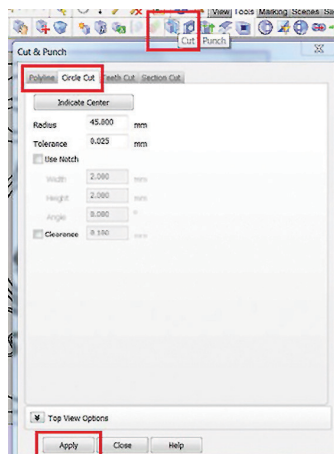 View Tools Marking Scenes
Cut Punch
Cut & Punch
Polyline Circle Cut Teeth Cut Section Cut
Indicate Center
Radius 45.800 mm
Tolerance 0.025 mm
Use Notch
Width 2.000 mm
Height 2.000 mm
Angle 0.000 °
Clearance 0.100 mm
Top View Options
Apply Close Help